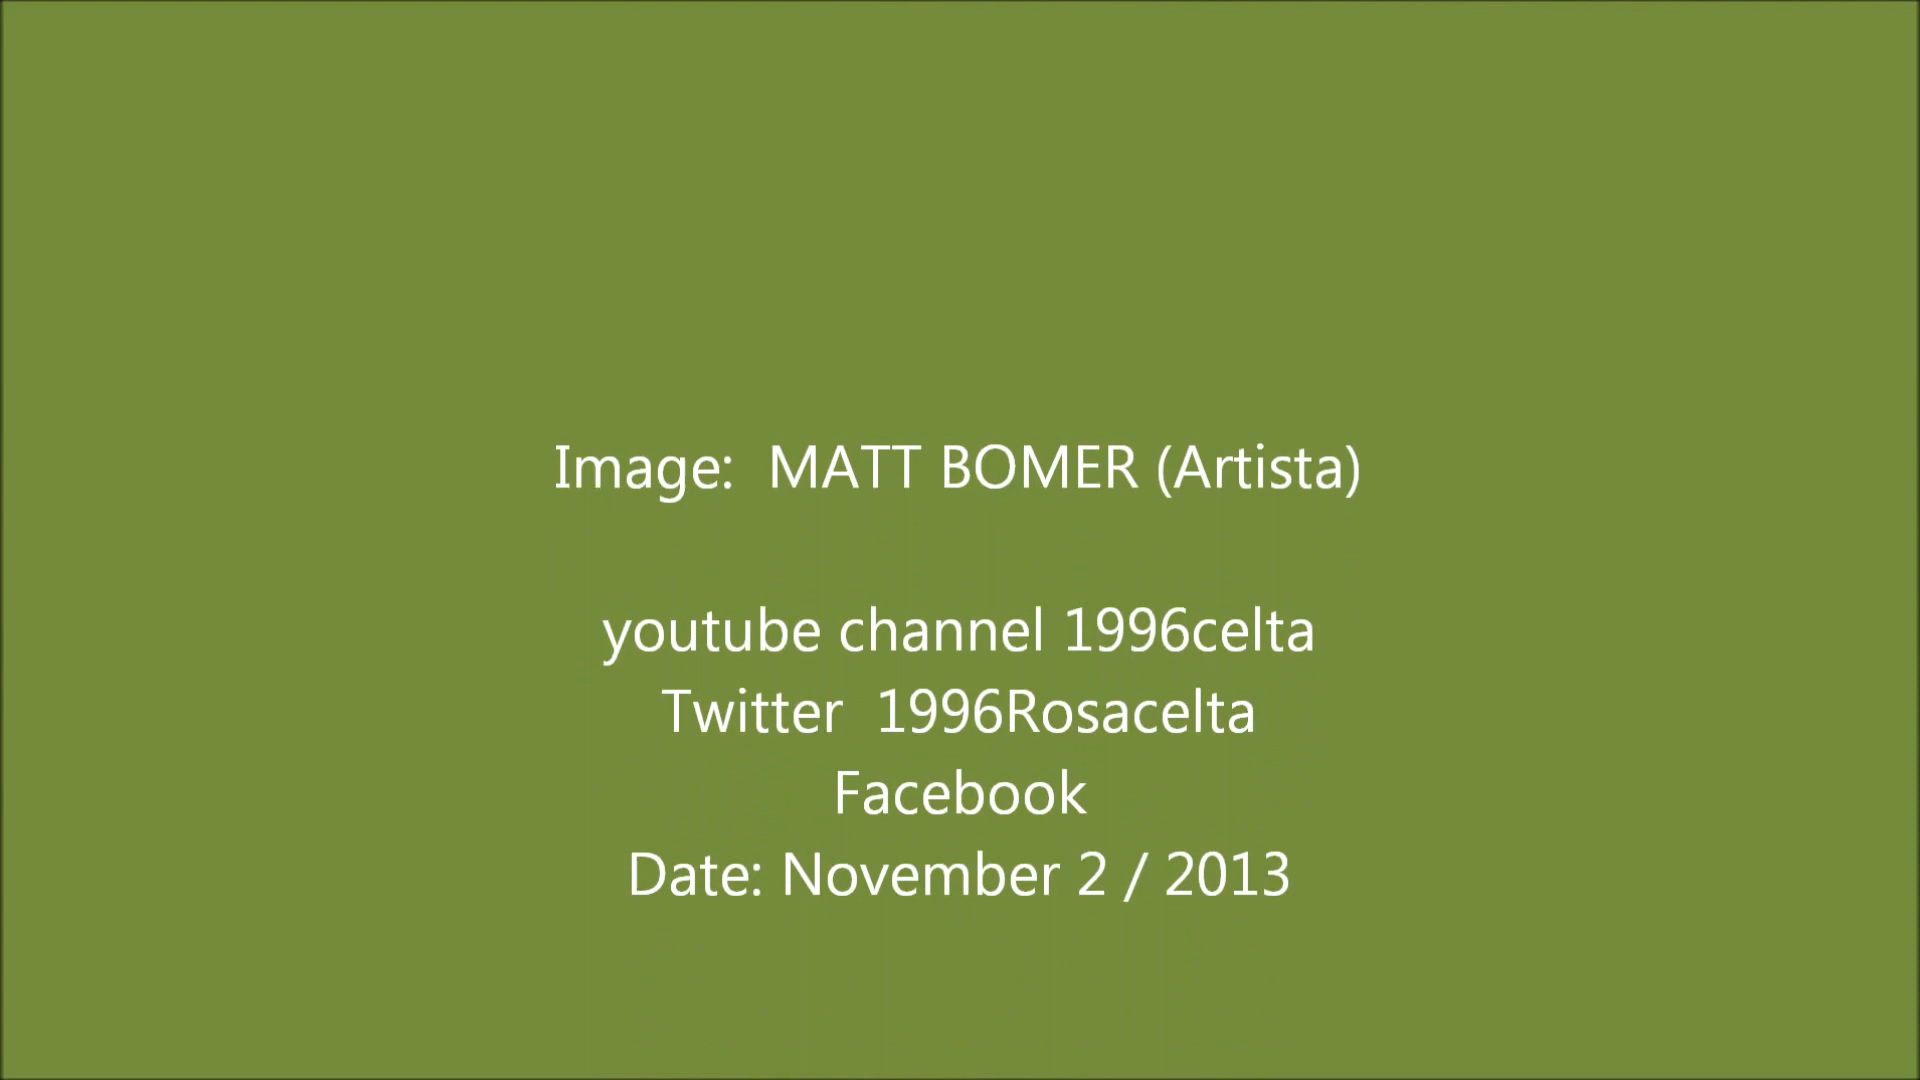 Image:  MATT BOMER (Artista)
youtube channel 1996celta
Twitter  1996Rosacelta
Facebook
Date: November 2 / 2013